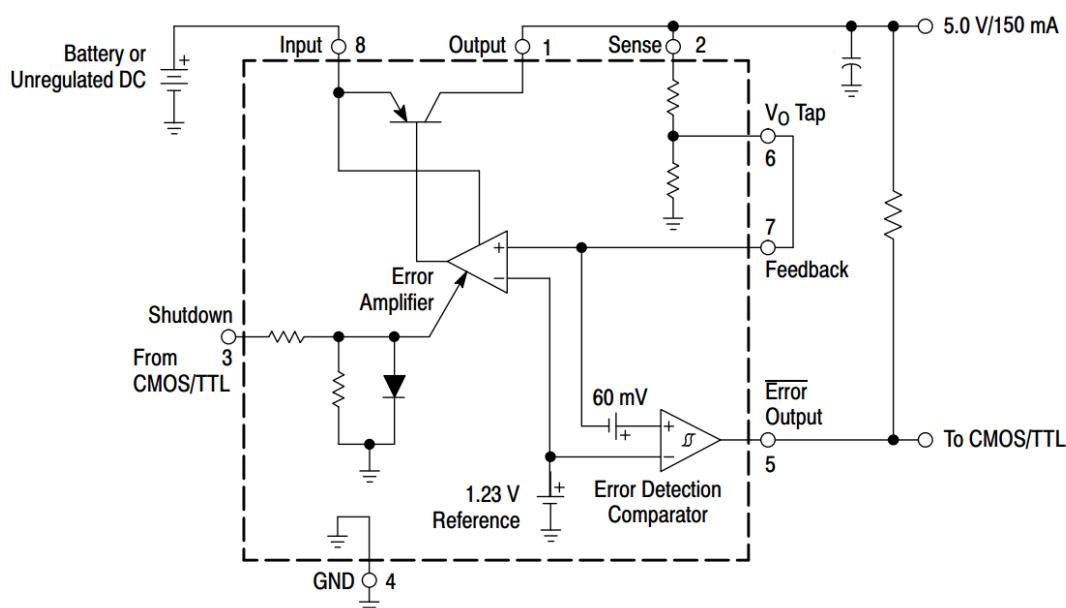 Battery or
Unregulated DC
+
Input 8
Output 1
Sense 2
5.0 V/150 mA
VO Tap
6
7
Feedback
+
−
Error
Amplifier
Shutdown
3
From
CMOS/TTL
60 mV
+
+
−
Error
Output
5
To CMOS/TTL
1.23 V
Reference
+
Error Detection
Comparator
GND 4